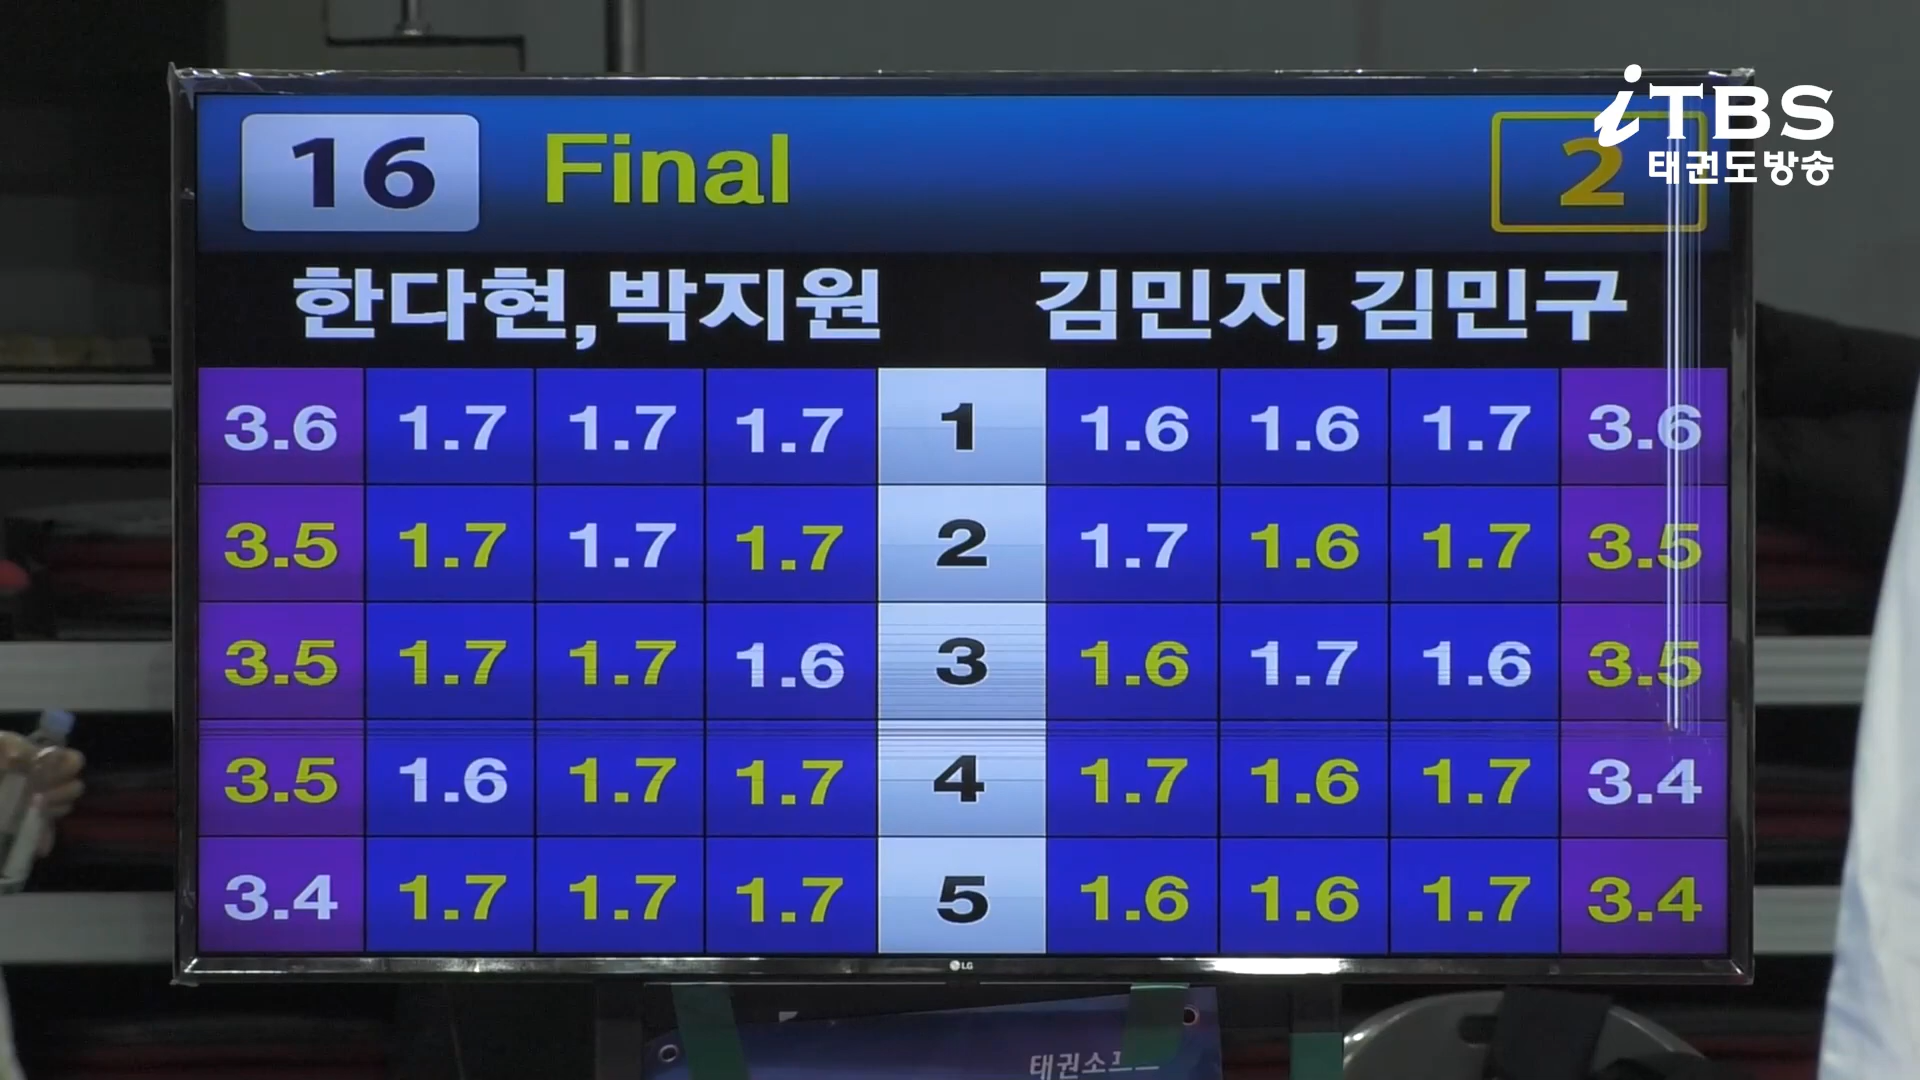 iTBS
태권도방송
16 Final 2
한다현,박지원 김민지,김민구
3.6 1.7 1.7 1.7 1 1.6 1.6 1.7 3.6
3.5 1.7 1.7 1.7 2 1.7 1.6 1.7 3.5
3.5 1.7 1.7 1.6 3 1.6 1.7 1.6 3.5
3.5 1.6 1.7 1.7 4 1.7 1.6 1.7 3.4
3.4 1.7 1.7 1.7 5 1.6 1.6 1.7 3.4
LG